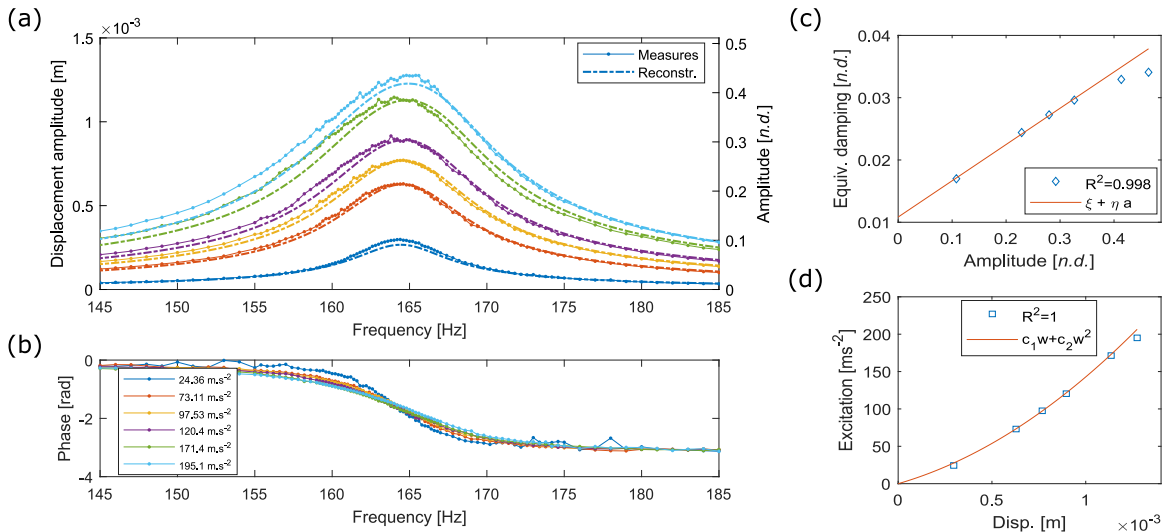 (a)
×10⁻³
1.5
1
0.5
0
Displacement amplitude [m]
0.5
0.4
0.3
0.2
0.1
0
Amplitude [n.d.]
Measures
Reconstr.
145 150 155 160 165 170 175 180 185
Frequency [Hz]
(b)
0
-2
-4
Phase [rad]
24.36 m.s⁻²
73.11 m.s⁻²
97.53 m.s⁻²
120.4 m.s⁻²
171.4 m.s⁻²
195.1 m.s⁻²
145 150 155 160 165 170 175 180 185
Frequency [Hz]
(c)
0.04
0.03
0.02
0.01
Equiv. damping [n.d.]
R²=0.998
ξ + η a
0 0.1 0.2 0.3 0.4
Amplitude [n.d.]
(d)
250
200
150
100
50
0
Excitation [ms⁻²]
R²=1
c₁w+c₂w²
0 0.5 1
Disp. [m]
×10⁻³